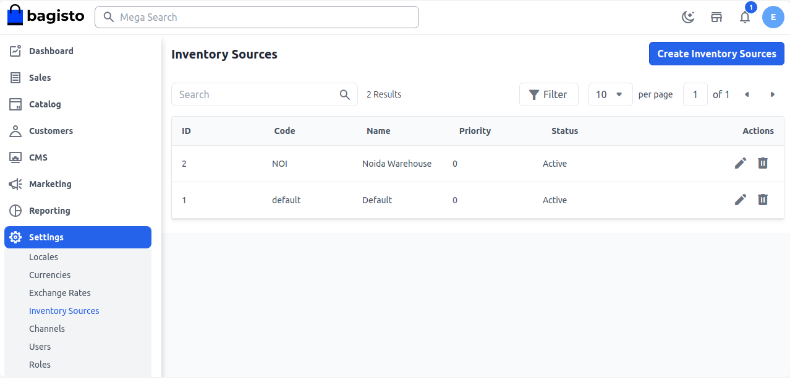 bagisto
Mega Search
1
E
Dashboard
Sales
Catalog
Customers
CMS
Marketing
Reporting
Settings
Locales
Currencies
Exchange Rates
Inventory Sources
Channels
Users
Roles
Inventory Sources
Create Inventory Sources
Search
2 Results
Filter
10
per page
1
of 1
ID Code Name Priority Status Actions
2 NOI Noida Warehouse 0 Active
1 default Default 0 Active